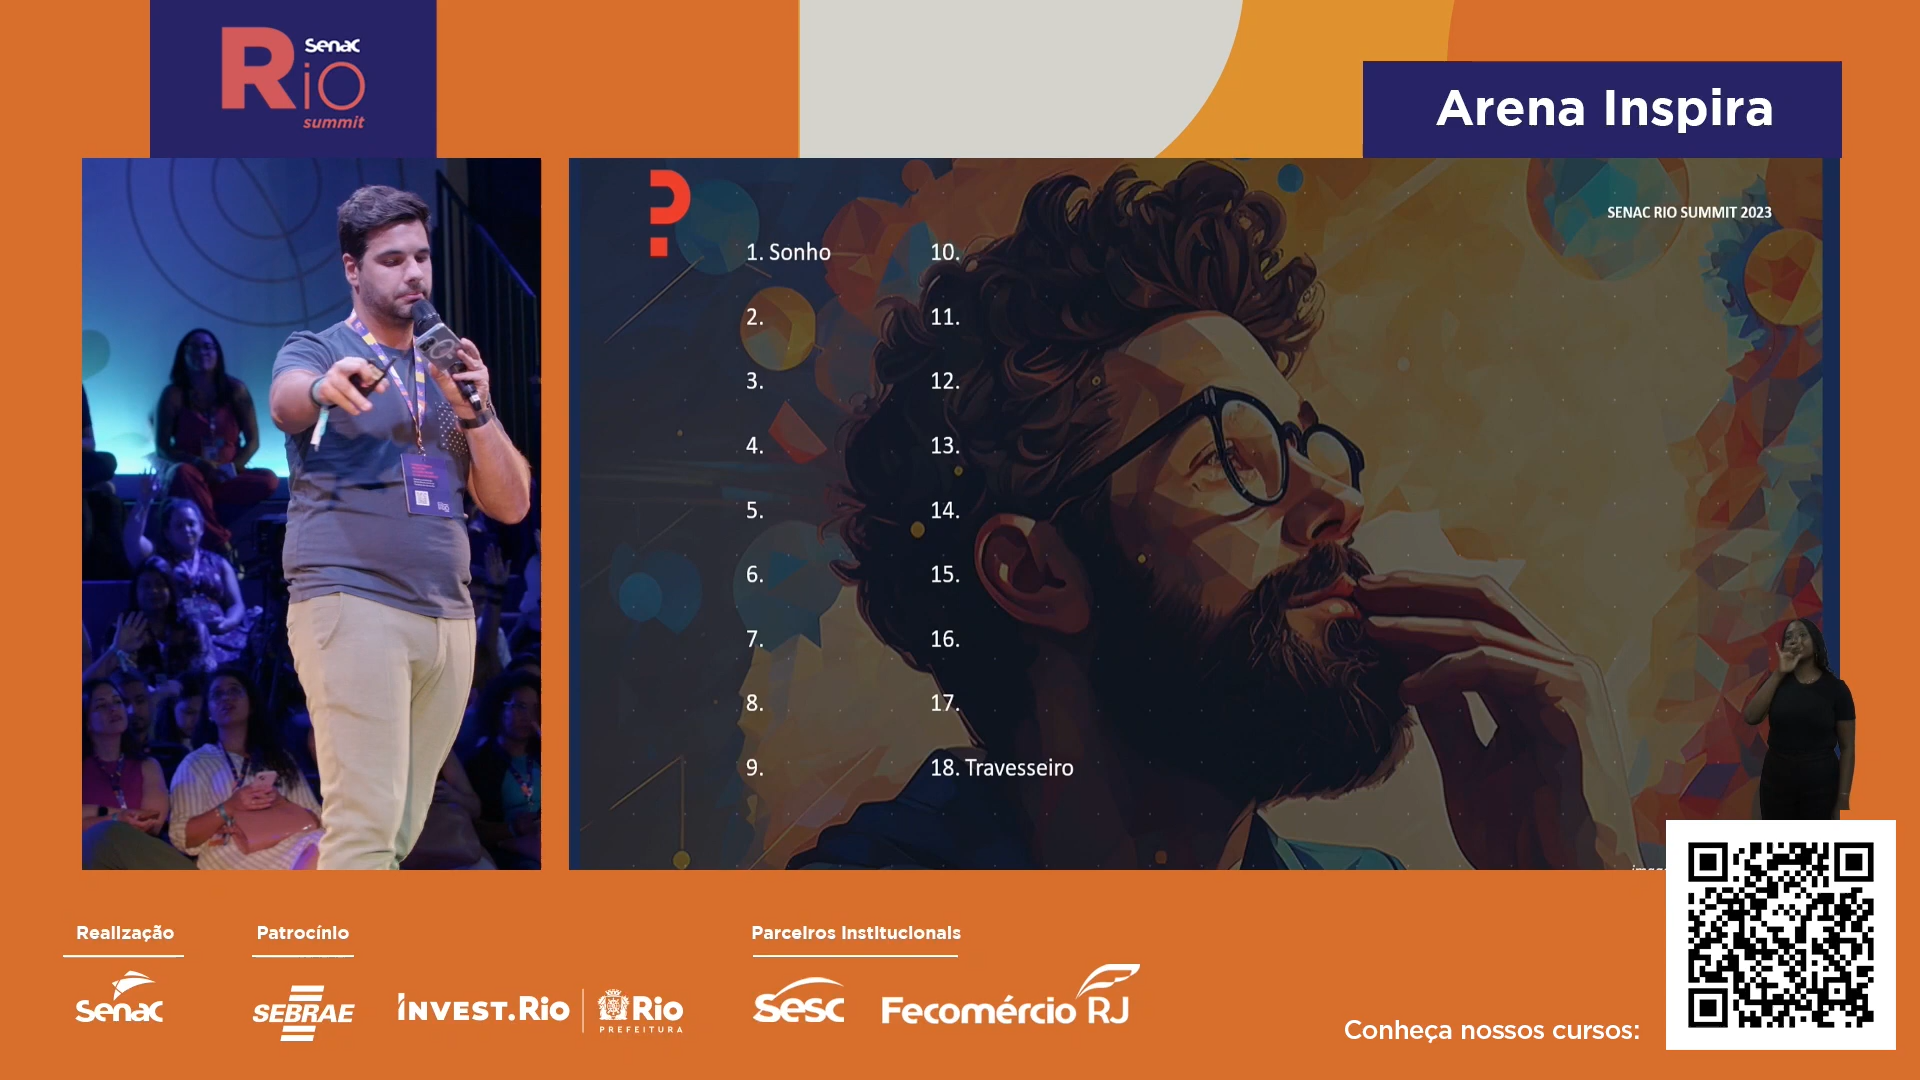 Senac
Rio
summit
Arena Inspira
SENAC RIO SUMMIT 2023
1. Sonho
2.
3.
4.
5.
6.
7.
8.
9.
10.
11.
12.
13.
14.
15.
16.
17.
18. Travesseiro
Realização
Senac
Patrocínio
SEBRAE
INVEST.Rio
Rio
PREFEITURA
Parceiros Institucionais
Sesc
Fecomércio RJ
Conheça nossos cursos: